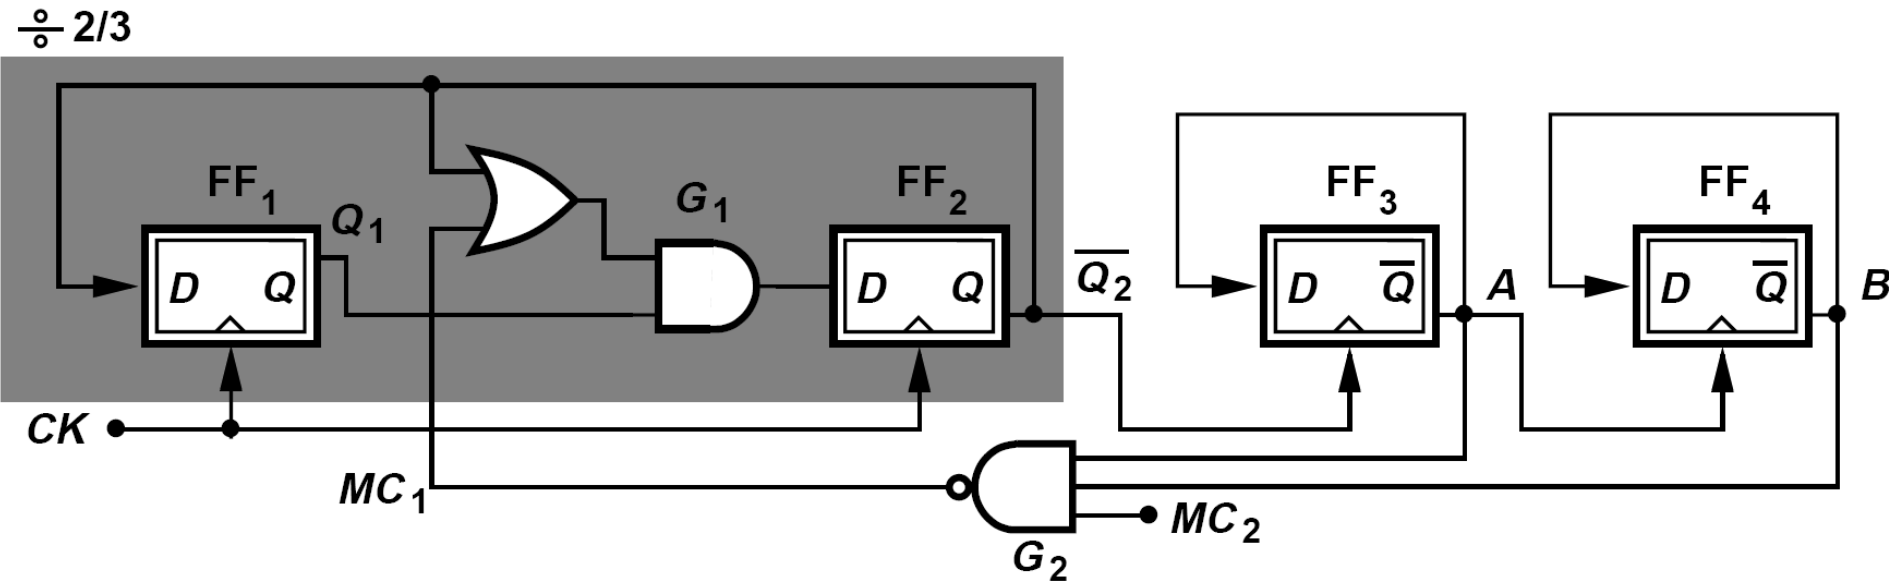 ÷ 2/3
FF1
Q1
G1
FF2
Q̅2̅
FF3
A
FF4
B
D Q
D Q
D Q̅
D Q̅
CK
MC1
MC2
G2